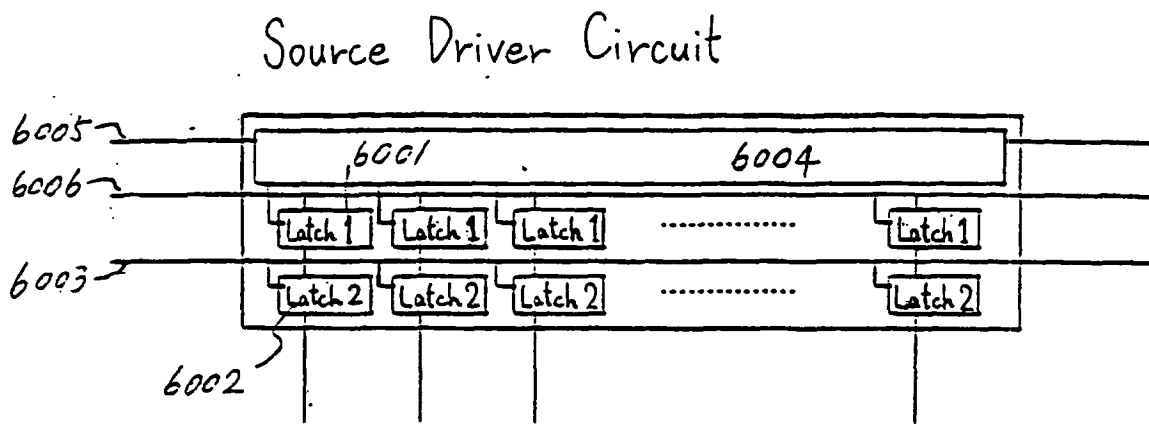 Source Driver Circuit
6005
6001
6004
6006
Latch 1 Latch 1 Latch 1 Latch 1
6003
Latch 2 Latch 2 Latch 2 Latch 2
6002